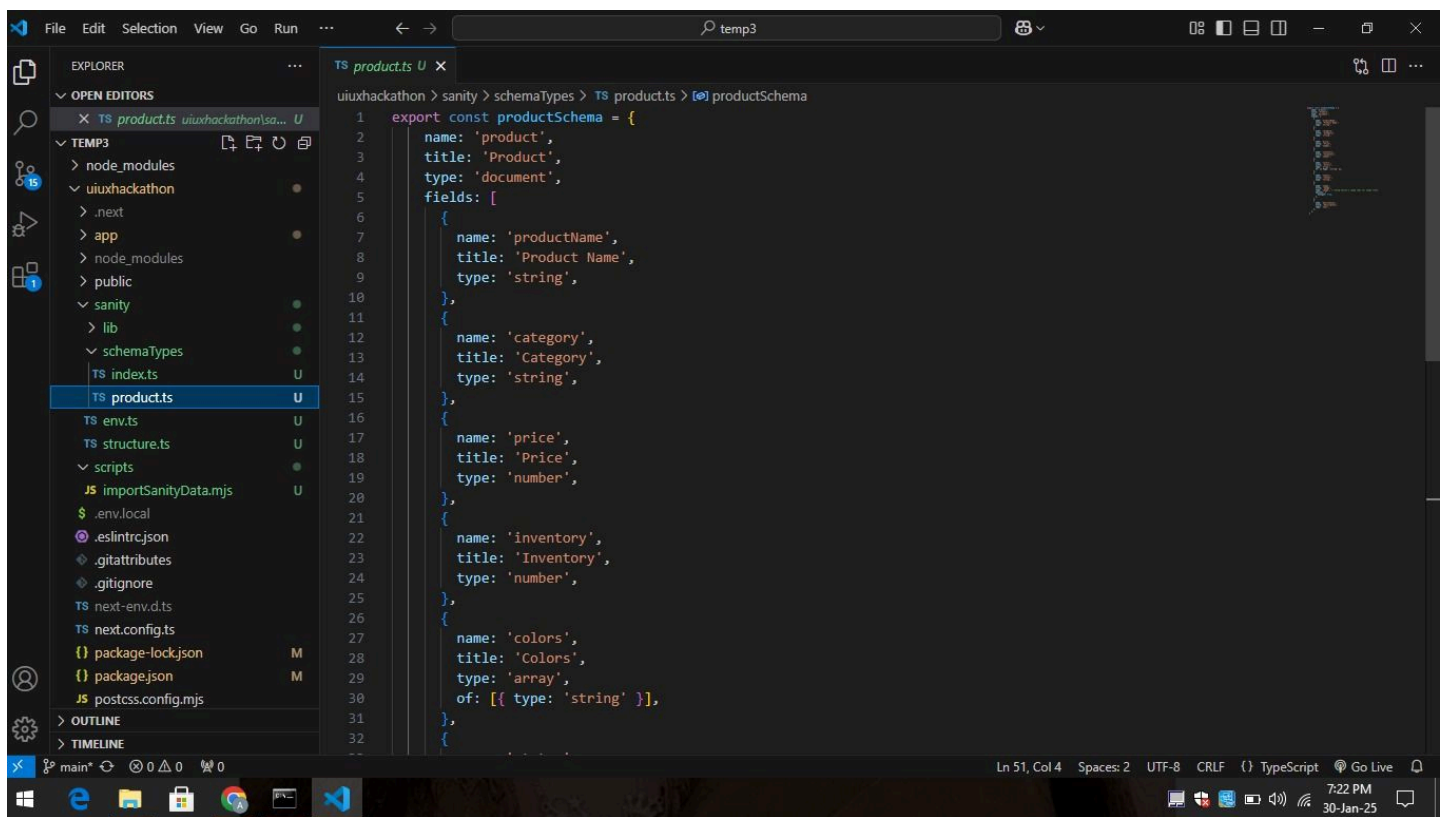 File Edit Selection View Go Run ···
temp3
EXPLORER
OPEN EDITORS
TS product.ts uiuxhackathon\sa... U
TEMP3
node_modules
uiuxhackathon
.next
app
node_modules
public
sanity
lib
schemaTypes
TS index.ts U
TS product.ts U
TS env.ts U
TS structure.ts U
scripts
JS importSanityData.mjs U
$ .env.local
.eslintrc.json
.gitattributes
.gitignore
TS next-env.d.ts
TS next.config.ts
{} package-lock.json M
{} package.json M
JS postcss.config.mjs
OUTLINE
TIMELINE
15
1
TS product.ts U
uiuxhackathon > sanity > schemaTypes > TS product.ts > productSchema
1 export const productSchema = {
2 name: 'product',
3 title: 'Product',
4 type: 'document',
5 fields: [
6 {
7 name: 'productName',
8 title: 'Product Name',
9 type: 'string',
10 },
11 {
12 name: 'category',
13 title: 'Category',
14 type: 'string',
15 },
16 {
17 name: 'price',
18 title: 'Price',
19 type: 'number',
20 },
21 {
22 name: 'inventory',
23 title: 'Inventory',
24 type: 'number',
25 },
26 {
27 name: 'colors',
28 title: 'Colors',
29 type: 'array',
30 of: [{ type: 'string' }],
31 },
32 {
main* 0 0 0
Ln 51, Col 4 Spaces: 2 UTF-8 CRLF {} TypeScript Go Live
7:22 PM
30-Jan-25